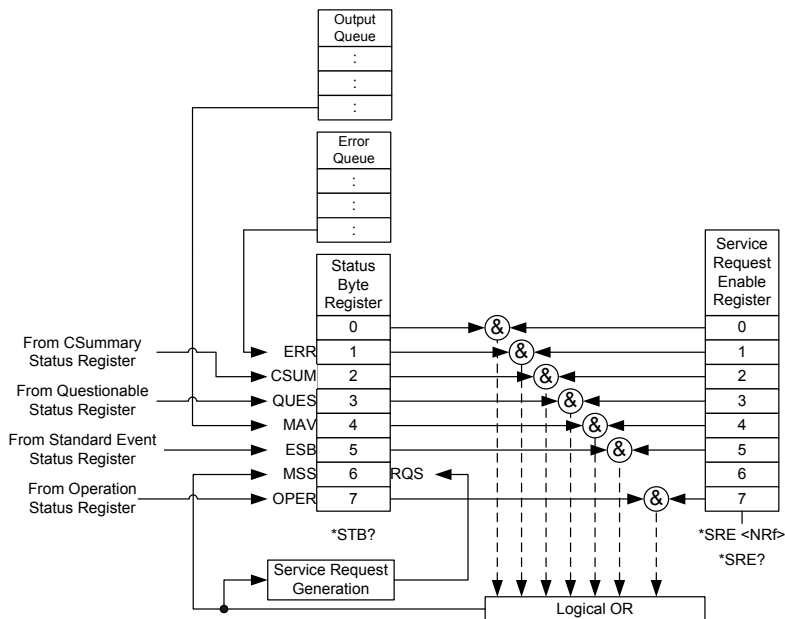 Output
Queue
:
:
:
Error
Queue
:
:
:
Status
Byte
Register
Service
Request
Enable
Register
0 & 0
From CSummary
Status Register
ERR 1 & 1
CSUM 2 & 2
From Questionable
Status Register
QUES 3 & 3
MAV 4 & 4
From Standard Event
Status Register
ESB 5 & 5
MSS 6 RQS 6
From Operation
Status Register
OPER 7 & 7
*STB?
*SRE <NRf>
*SRE?
Service Request
Generation
Logical OR